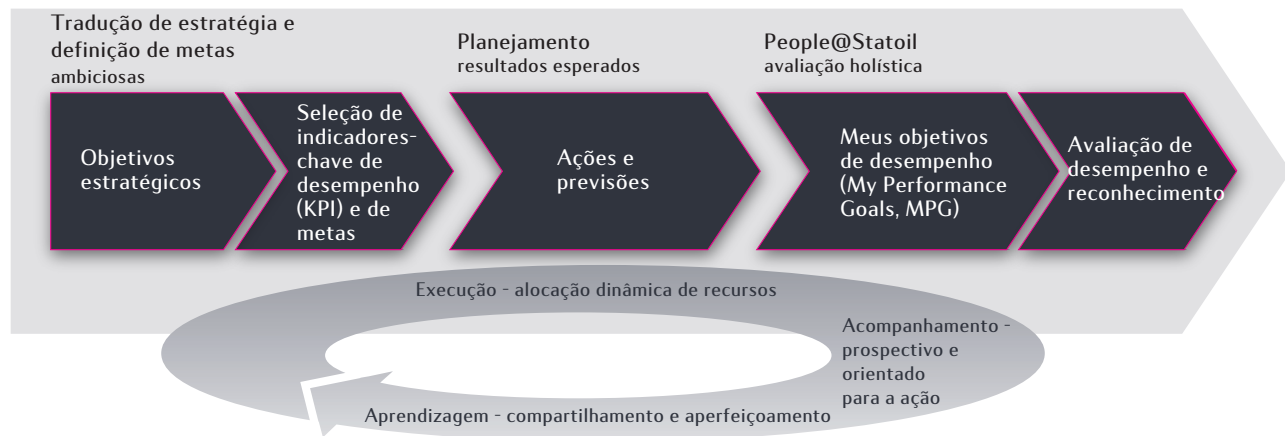 Tradução de estratégia e
definição de metas
ambiciosas
Planejamento
resultados esperados
People@Statoil
avaliação holística
Objetivos
estratégicos
Seleção de
indicadores-
chave de
desempenho
(KPI) e de
metas
Ações e
previsões
Meus objetivos
de desempenho
(My Performance
Goals, MPG)
Avaliação de
desempenho e
reconhecimento
Execução - alocação dinâmica de recursos
Acompanhamento -
prospectivo e
orientado
para a ação
Aprendizagem - compartilhamento e aperfeiçoamento